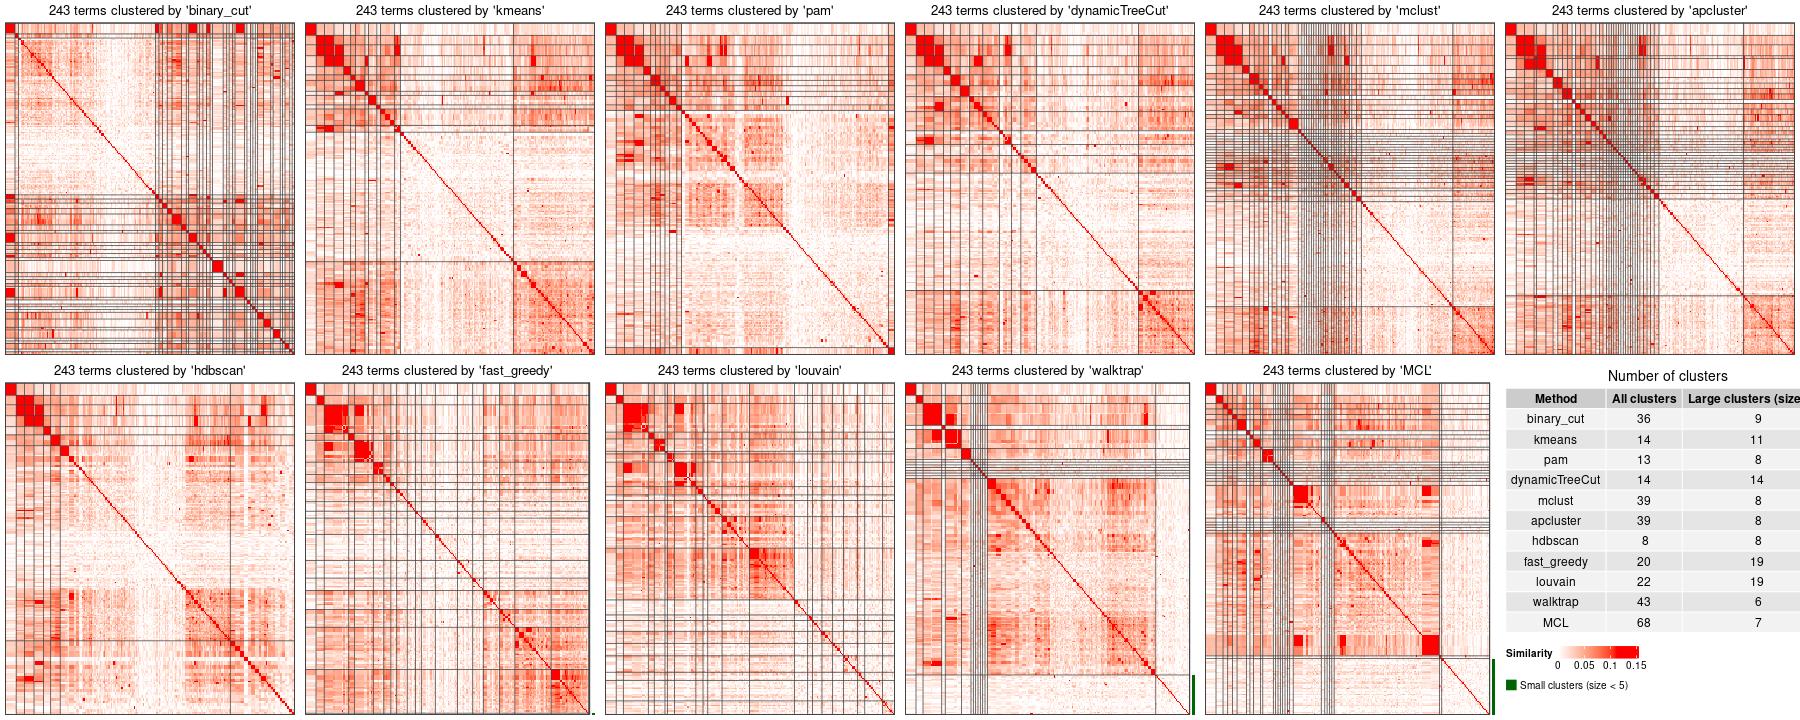 243 terms clustered by 'binary_cut'
243 terms clustered by 'kmeans'
243 terms clustered by 'pam'
243 terms clustered by 'dynamicTreeCut'
243 terms clustered by 'mclust'
243 terms clustered by 'apcluster'
243 terms clustered by 'hdbscan'
243 terms clustered by 'fast_greedy'
243 terms clustered by 'louvain'
243 terms clustered by 'walktrap'
243 terms clustered by 'MCL'
Number of clusters
Method All clusters Large clusters (size
binary_cut 36 9
kmeans 14 11
pam 13 8
dynamicTreeCut 14 14
mclust 39 8
apcluster 39 8
hdbscan 8 8
fast_greedy 20 19
louvain 22 19
walktrap 43 6
MCL 68 7
Similarity
0 0.05 0.1 0.15
Small clusters (size < 5)